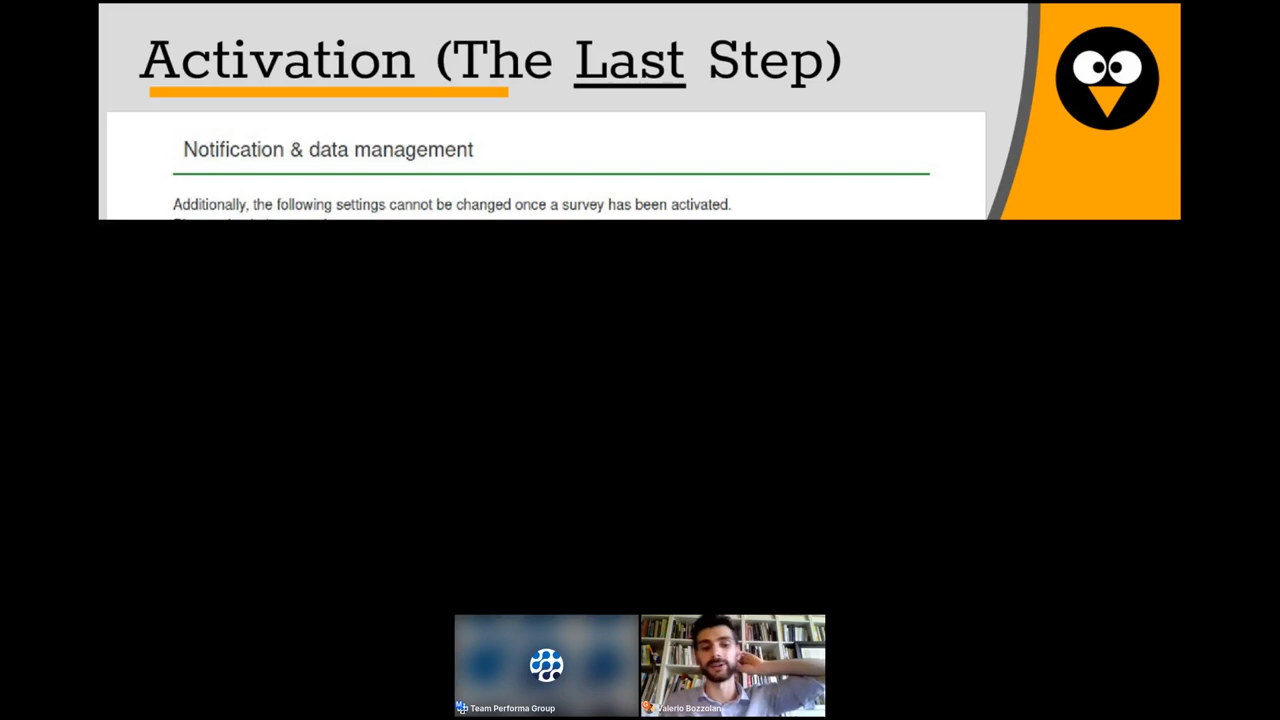 Activation (The Last Step)
Notification & data management
Additionally, the following settings cannot be changed once a survey has been activated.
Team Performa Group
Valerio Bozzolan